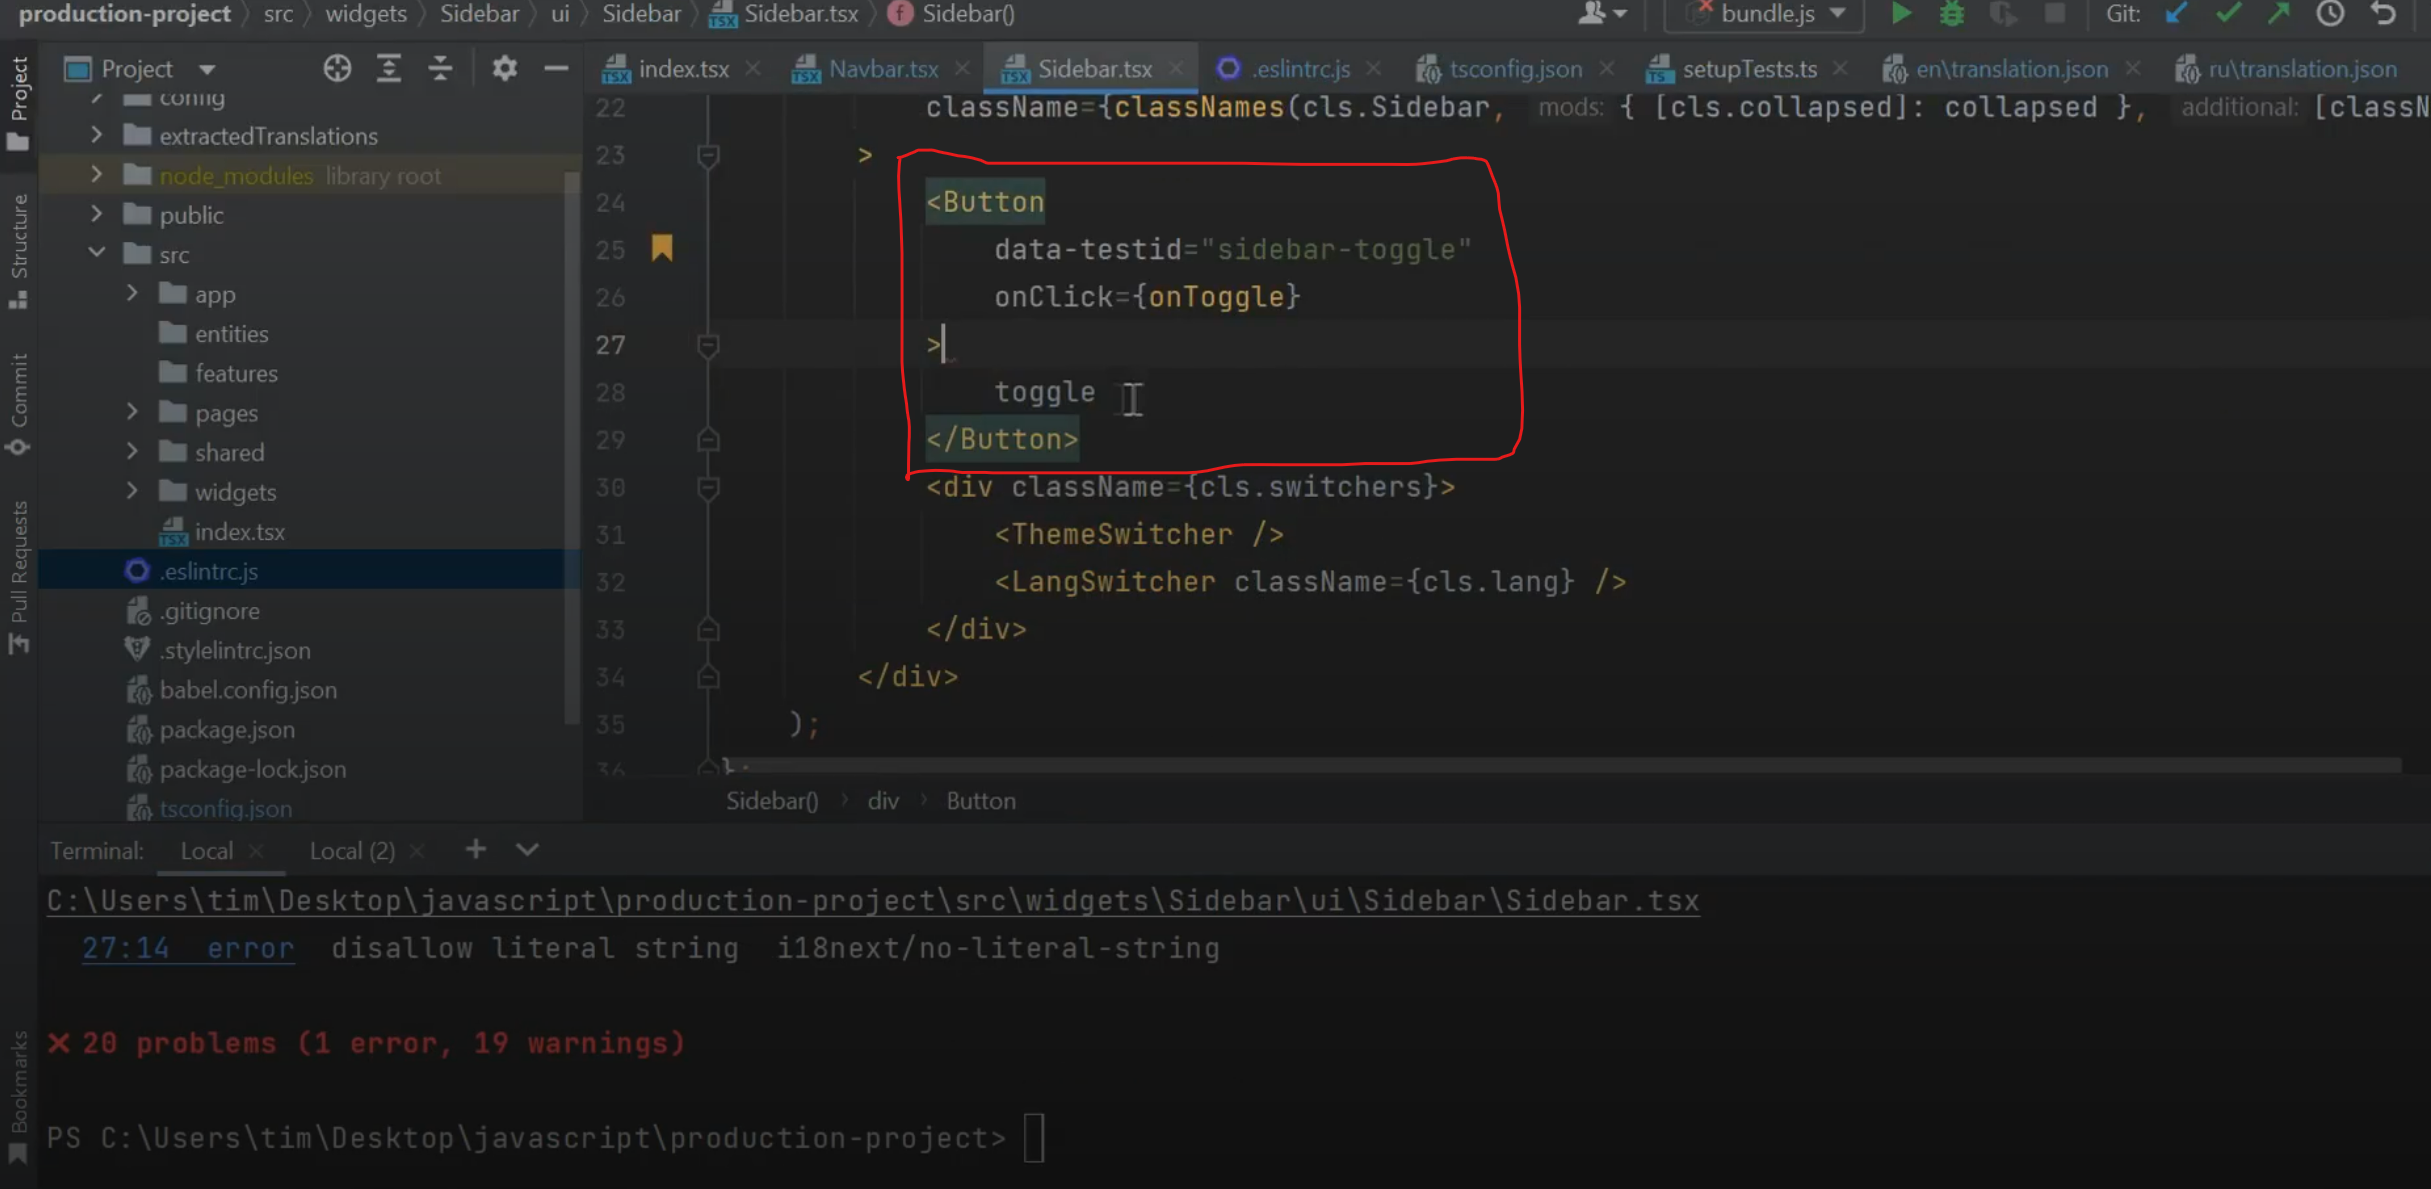 production-project src widgets Sidebar ui Sidebar Sidebar.tsx Sidebar() bundle.js Git:
Project
index.tsx Navbar.tsx Sidebar.tsx .eslintrc.js tsconfig.json setupTests.ts en\translation.json ru\translation.json
Project
Structure
Commit
Pull Requests
Bookmarks
config
extractedTranslations
node_modules library root
public
src
app
entities
features
pages
shared
widgets
index.tsx
.eslintrc.js
.gitignore
.stylelintrc.json
babel.config.json
package.json
package-lock.json
tsconfig.json
22 className={classNames(cls.Sidebar, mods: { [cls.collapsed]: collapsed }, additional: [classN
23 >
24 <Button
25 data-testid="sidebar-toggle"
26 onClick={onToggle}
27 >
28 toggle
29 </Button>
30 <div className={cls.switchers}>
31 <ThemeSwitcher />
32 <LangSwitcher className={cls.lang} />
33 </div>
34 </div>
35 );
36 };
Sidebar() div Button
Terminal: Local Local (2)
C:\Users\tim\Desktop\javascript\production-project\src\widgets\Sidebar\ui\Sidebar\Sidebar.tsx
27:14 error disallow literal string i18next/no-literal-string
✕ 20 problems (1 error, 19 warnings)
PS C:\Users\tim\Desktop\javascript\production-project>